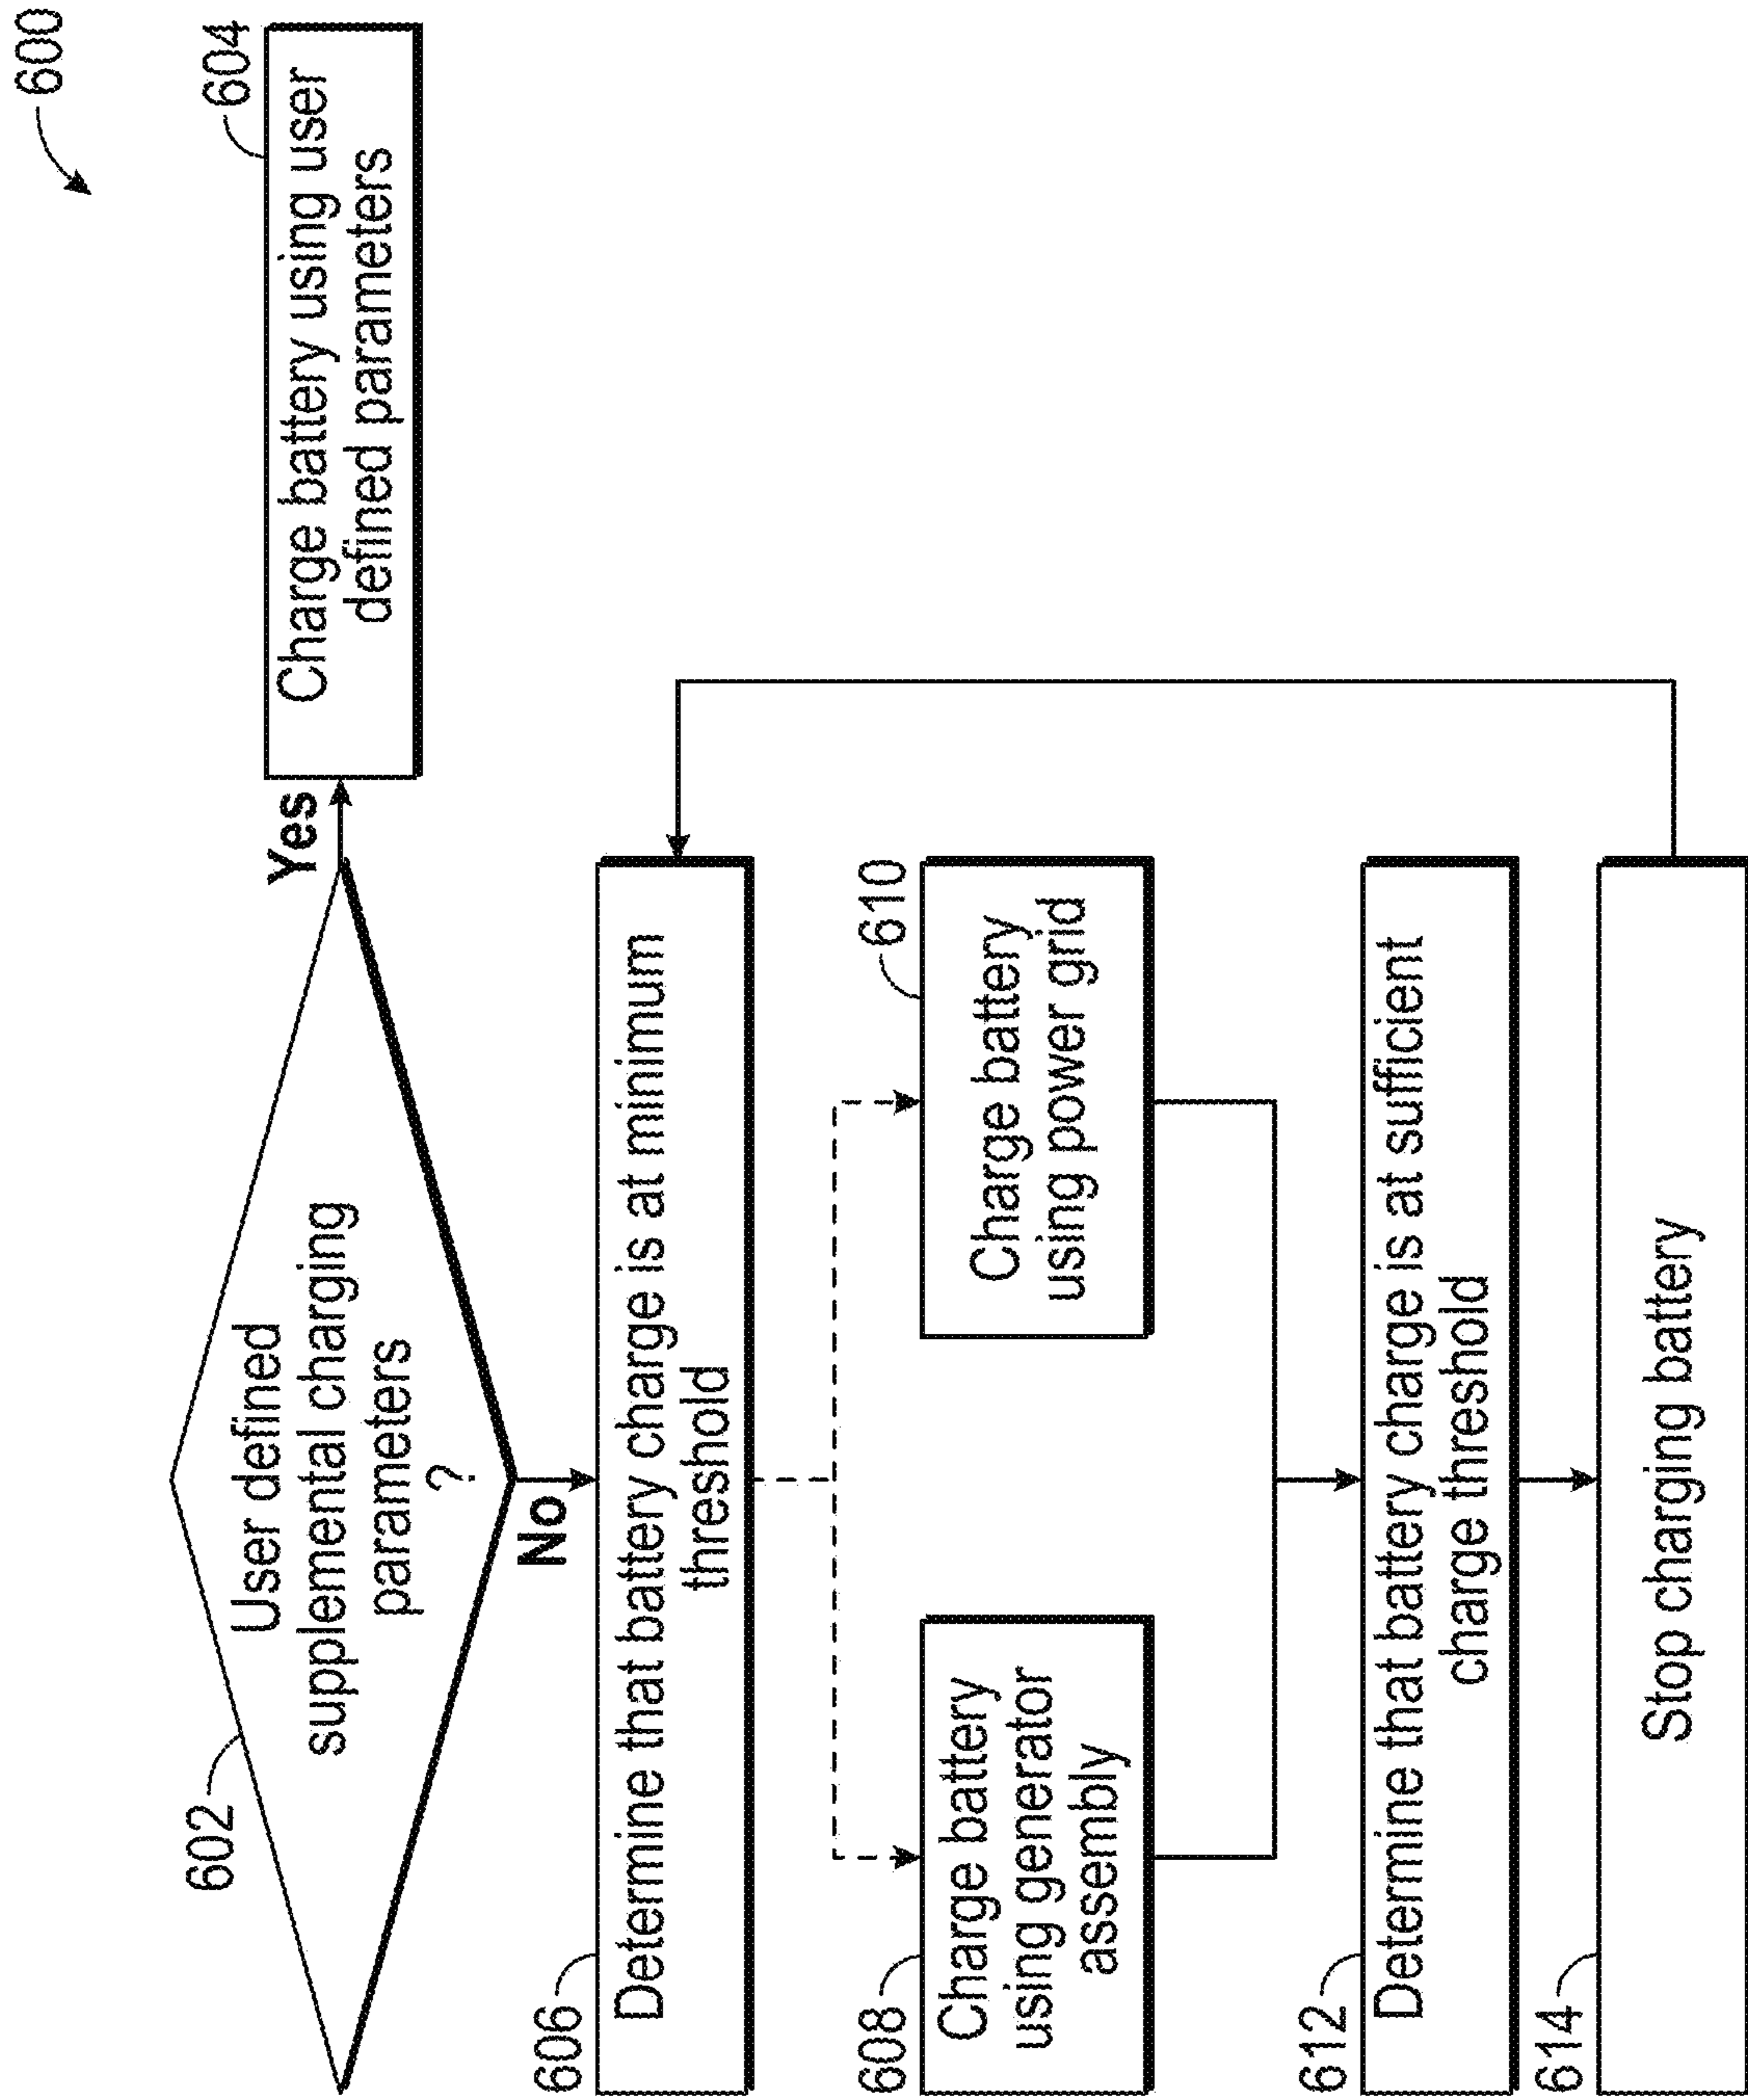 600
602
User defined
supplemental charging
parameters
?
Yes
604
Charge battery using user
defined parameters
No
606
Determine that battery charge is at minimum
threshold
608
Charge battery
using generator
assembly
610
Charge battery
using power grid
612
Determine that battery charge is at sufficient
charge threshold
614
Stop charging battery